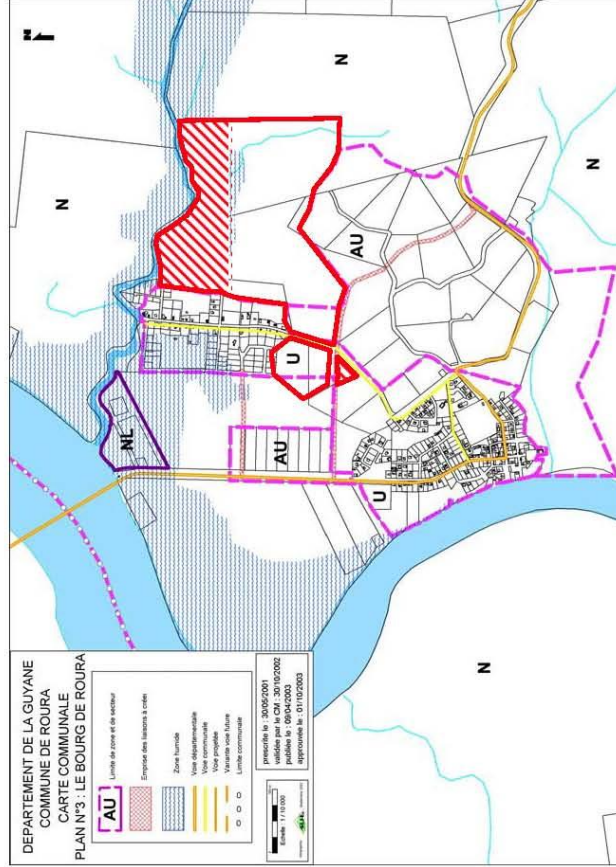 DEPARTEMENT DE LA GUYANE
COMMUNE DE ROURA
CARTE COMMUNALE
PLAN N°3 : LE BOURG DE ROURA
AU
Limite de zone et de secteur
Emprise des liaisons à créer
Zone humide
Voie départementale
Voie communale
Voie projetée
Variante voie future
Limite communale
Echelle : 1 / 10 000
prescrite le : 30/05/2001
validée par le CM : 30/10/2002
publiée le : 09/04/2003
approuvée le : 01/10/2003
N
N
N
N
N
NL
U
AU
AU
U